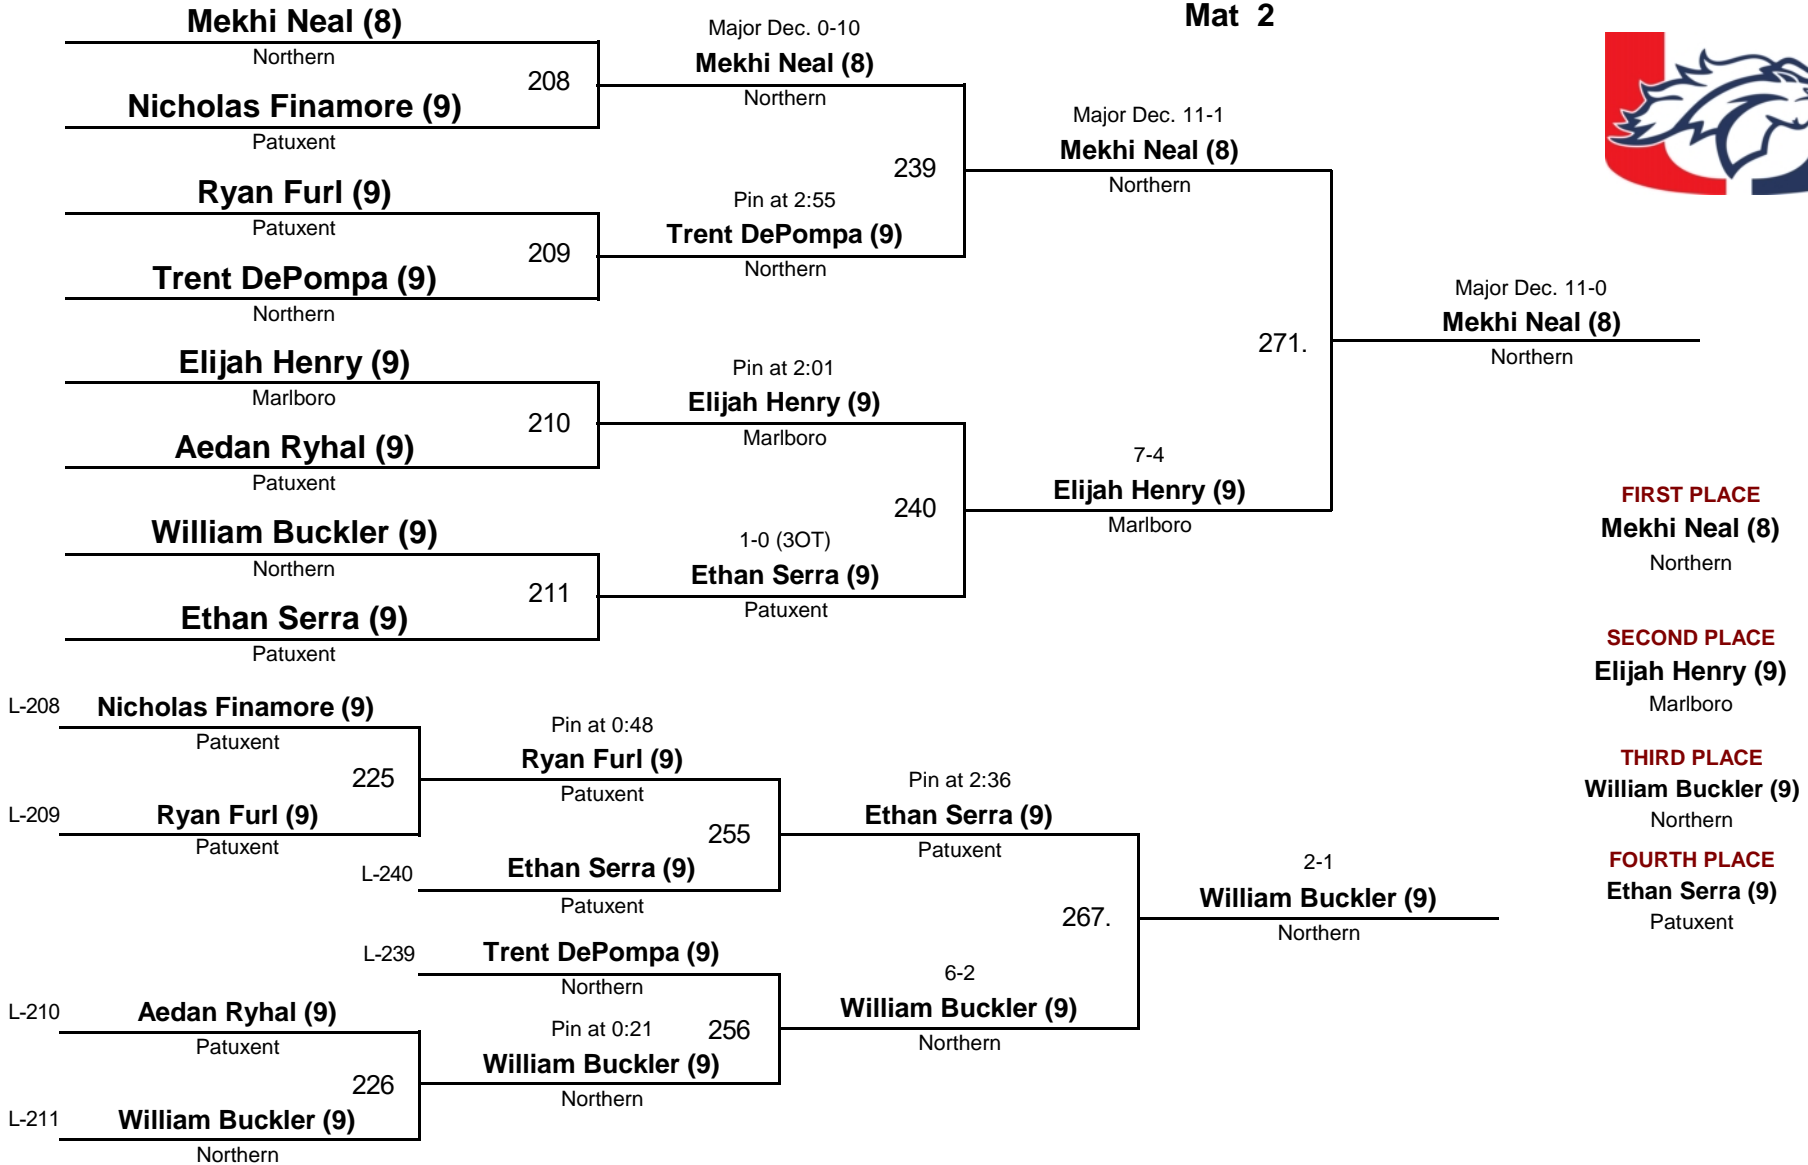 Mat 2
Mekhi Neal (8)
Northern
208
Nicholas Finamore (9)
Patuxent
Ryan Furl (9)
Patuxent
209
Trent DePompa (9)
Northern
Elijah Henry (9)
Marlboro
210
Aedan Ryhal (9)
Patuxent
William Buckler (9)
Northern
211
Ethan Serra (9)
Patuxent
Major Dec. 0-10
Mekhi Neal (8)
Northern
239
Pin at 2:55
Trent DePompa (9)
Northern
Pin at 2:01
Elijah Henry (9)
Marlboro
240
1-0 (3OT)
Ethan Serra (9)
Patuxent
Major Dec. 11-1
Mekhi Neal (8)
Northern
271.
7-4
Elijah Henry (9)
Marlboro
Major Dec. 11-0
Mekhi Neal (8)
Northern
L-208
Nicholas Finamore (9)
Patuxent
225
L-209
Ryan Furl (9)
Patuxent
L-210
Aedan Ryhal (9)
Patuxent
226
L-211
William Buckler (9)
Northern
Pin at 0:48
Ryan Furl (9)
Patuxent
255
L-240
Ethan Serra (9)
Patuxent
L-239
Trent DePompa (9)
Northern
Pin at 0:21
256
William Buckler (9)
Northern
Pin at 2:36
Ethan Serra (9)
Patuxent
267.
6-2
William Buckler (9)
Northern
2-1
William Buckler (9)
Northern
FIRST PLACE
Mekhi Neal (8)
Northern
SECOND PLACE
Elijah Henry (9)
Marlboro
THIRD PLACE
William Buckler (9)
Northern
FOURTH PLACE
Ethan Serra (9)
Patuxent